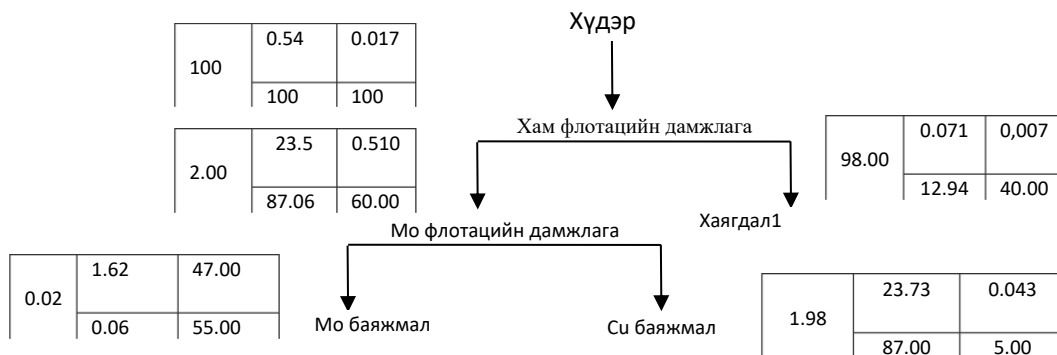 Хүдэр
100 0.54 0.017
100 100
Хам флотацийн дамжлага
2.00 23.5 0.510
87.06 60.00
98.00 0.071 0,007
12.94 40.00
Хаягдал1
Мо флотацийн дамжлага
0.02 1.62 47.00
0.06 55.00
Мо баяжмал
Cu баяжмал
1.98 23.73 0.043
87.00 5.00